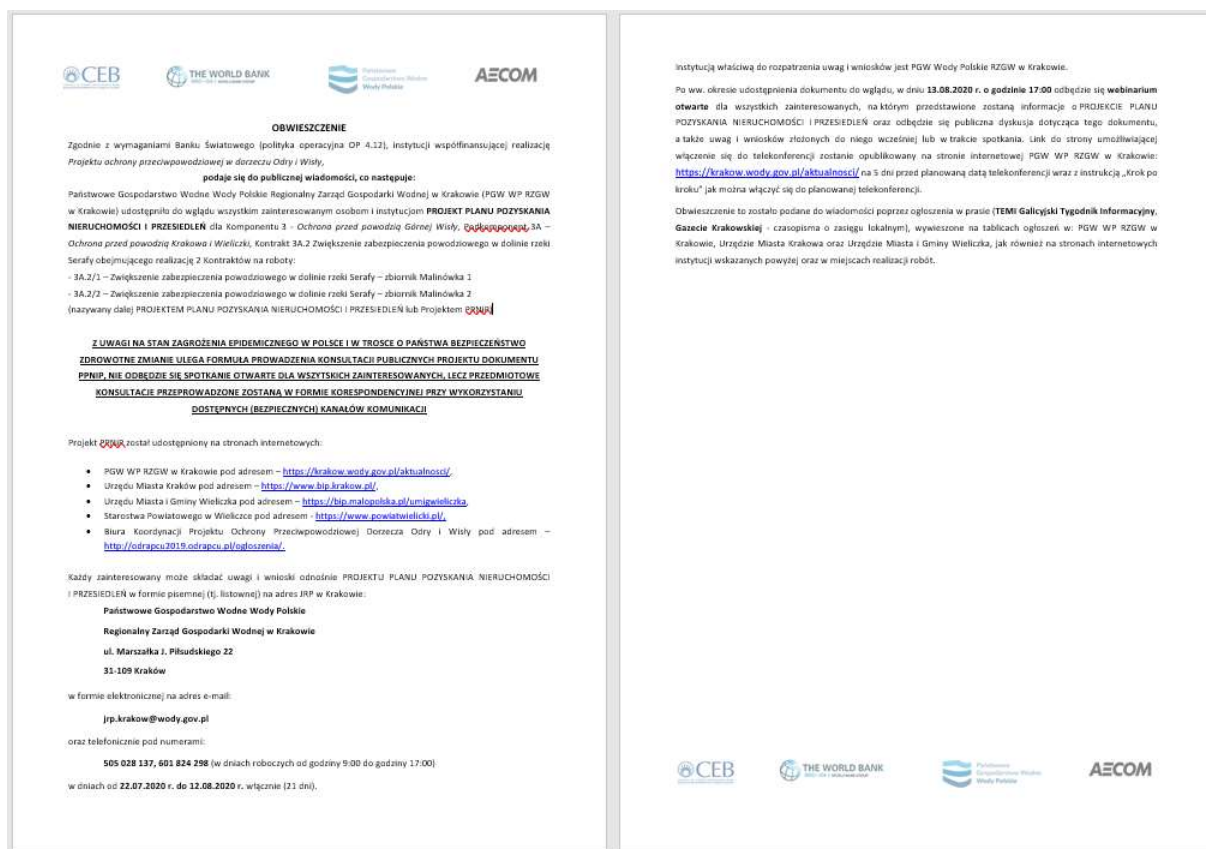 CEB
THE WORLD BANK
Państwowe
Gospodarstwo Wodne
Wody Polskie
AECOM
OBWIESZCZENIE
Zgodnie z wymaganiami Banku Światowego (polityka operacyjna OP 4.12), instytucji współfinansującej realizację
Projektu ochrony przeciwpowodziowej w dorzeczu Odry i Wisły,
podaje się do publicznej wiadomości, co następuje:
Państwowe Gospodarstwo Wodne Wody Polskie Regionalny Zarząd Gospodarki Wodnej w Krakowie (PGW WP RZGW
w Krakowie) udostępniło do wglądu wszystkim zainteresowanym osobom i instytucjom PROJEKT PLANU POZYSKANIA
NIERUCHOMOŚCI I PRZESIEDLEŃ dla Komponentu 3 - Ochrona przed powodzią Górnej Wisły, Podkomponent 3A –
Ochrona przed powodzią Krakowa i Wieliczki, Kontrakt 3A.2 Zwiększenie zabezpieczenia powodziowego w dolinie rzeki
Serafy obejmującego realizację 2 Kontraktów na roboty:
- 3A.2/1 – Zwiększenie zabezpieczenia powodziowego w dolinie rzeki Serafy – zbiornik Malinówka 1
- 3A.2/2 – Zwiększenie zabezpieczenia powodziowego w dolinie rzeki Serafy – zbiornik Malinówka 2
(nazywany dalej PROJEKTEM PLANU POZYSKANIA NIERUCHOMOŚCI I PRZESIEDLEŃ lub Projektem PPNiP)
Z UWAGI NA STAN ZAGROŻENIA EPIDEMICZNEGO W POLSCE I W TROSCE O PAŃSTWA BEZPIECZEŃSTWO
ZDROWOTNE ZMIANIE ULEGA FORMUŁA PROWADZENIA KONSULTACJI PUBLICZNYCH PROJEKTU DOKUMENTU
PPNIP, NIE ODBĘDZIE SIĘ SPOTKANIE OTWARTE DLA WSZYTSKICH ZAINTERESOWANYCH, LECZ PRZEDMIOTOWE
KONSULTACJE PRZEPROWADZONE ZOSTANĄ W FORMIE KORESPONDENCYJNEJ PRZY WYKORZYSTANIU
DOSTĘPNYCH (BEZPIECZNYCH) KANAŁÓW KOMUNIKACJI
Projekt PPNiP został udostępniony na stronach internetowych:
• PGW WP RZGW w Krakowie pod adresem – https://krakow.wody.gov.pl/aktualnosci/,
• Urzędu Miasta Kraków pod adresem – https://www.bip.krakow.pl/,
• Urzędu Miasta i Gminy Wieliczka pod adresem – https://bip.malopolska.pl/umigwieliczka,
• Starostwa Powiatowego w Wieliczce pod adresem - https://www.powiatwielicki.pl/,
• Biura Koordynacji Projektu Ochrony Przeciwpowodziowej Dorzecza Odry i Wisły pod adresem –
http://odrapcu2019.odrapcu.pl/ogloszenia/.
Każdy zainteresowany może składać uwagi i wnioski odnośnie PROJEKTU PLANU POZYSKANIA NIERUCHOMOŚCI
I PRZESIEDLEŃ w formie pisemnej (tj. listownej) na adres JRP w Krakowie:
Państwowe Gospodarstwo Wodne Wody Polskie
Regionalny Zarząd Gospodarki Wodnej w Krakowie
ul. Marszałka J. Piłsudskiego 22
31-109 Kraków
w formie elektronicznej na adres e-mail:
jrp.krakow@wody.gov.pl
oraz telefonicznie pod numerami:
505 028 137, 601 824 298 (w dniach roboczych od godziny 9:00 do godziny 17:00)
w dniach od 22.07.2020 r. do 12.08.2020 r. włącznie (21 dni).
Instytucją właściwą do rozpatrzenia uwag i wniosków jest PGW Wody Polskie RZGW w Krakowie.
Po ww. okresie udostępnienia dokumentu do wglądu, w dniu 13.08.2020 r. o godzinie 17:00 odbędzie się webinarium
otwarte dla wszystkich zainteresowanych, na którym przedstawione zostaną informacje o PROJEKCIE PLANU
POZYSKANIA NIERUCHOMOŚCI I PRZESIEDLEŃ oraz odbędzie się publiczna dyskusja dotycząca tego dokumentu,
a także uwag i wniosków złożonych do niego wcześniej lub w trakcie spotkania. Link do strony umożliwiającej
włączenie się do telekonferencji zostanie opublikowany na stronie internetowej PGW WP RZGW w Krakowie:
https://krakow.wody.gov.pl/aktualnosci/ na 5 dni przed planowaną datą telekonferencji wraz z instrukcją „Krok po
kroku” jak można włączyć się do planowanej telekonferencji.
Obwieszczenie to zostało podane do wiadomości poprzez ogłoszenia w prasie (TEMI Galicyjski Tygodnik Informacyjny,
Gazecie Krakowskiej - czasopisma o zasięgu lokalnym), wywieszone na tablicach ogłoszeń w: PGW WP RZGW w
Krakowie, Urzędzie Miasta Krakowa oraz Urzędzie Miasta i Gminy Wieliczka, jak również na stronach internetowych
instytucji wskazanych powyżej oraz w miejscach realizacji robót.
CEB
THE WORLD BANK
Państwowe
Gospodarstwo Wodne
Wody Polskie
AECOM